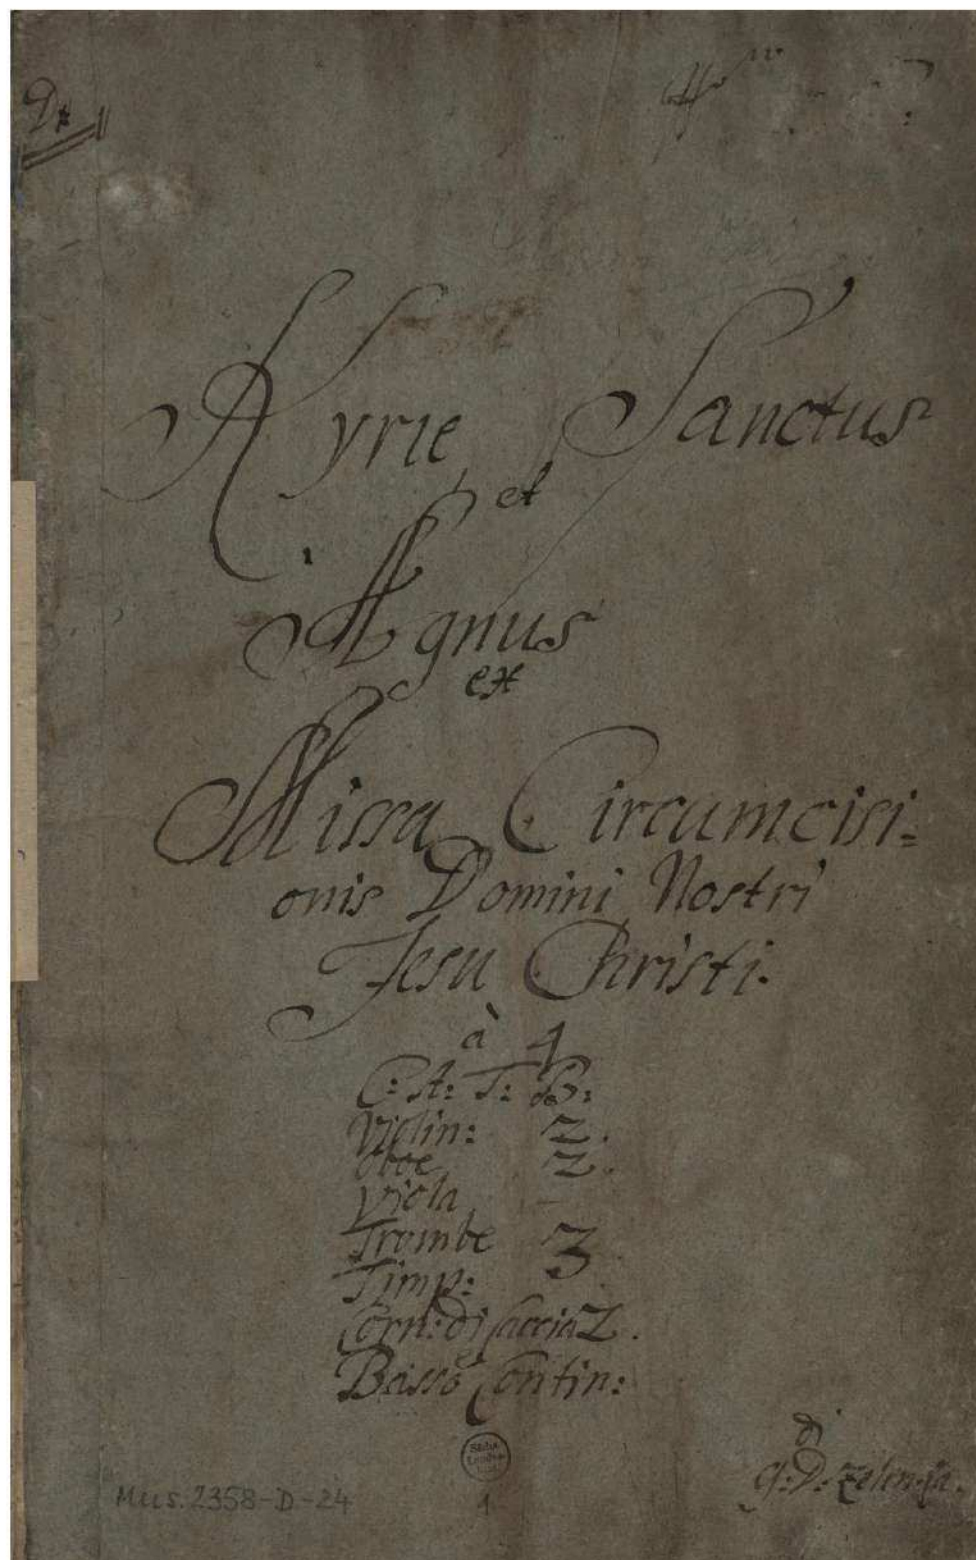 Kyrie Sanctus
et
Agnus
ex
Missa Circumcisi=
onis Domini Nostri
Jesu Christi.
à 4
C: A: T: B:
Violin: 2.
Oboe 2.
Viola
Trombe 3
Timp:
Corn: di Caccia 2.
Basso Contin:
di
G: D: Zelenka.
Mus. 2358-D-24
1